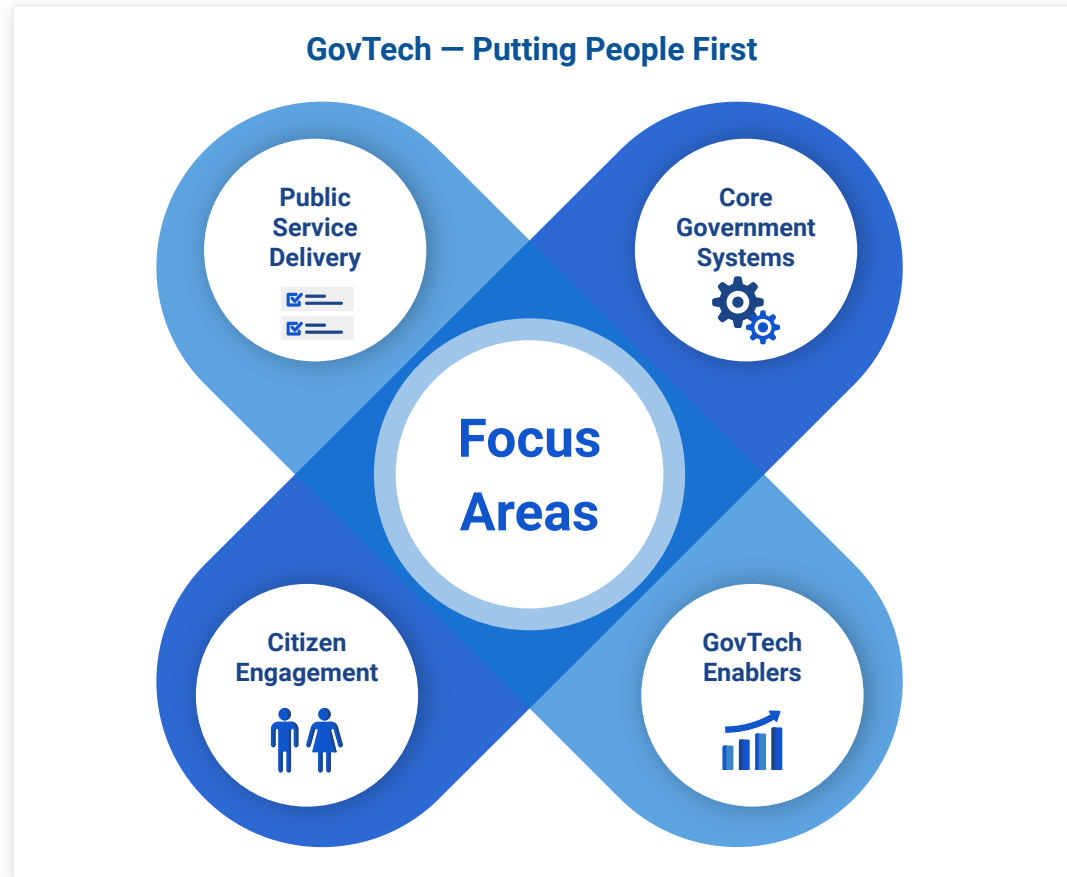 GovTech — Putting People First
Public
Service
Delivery
Core
Government
Systems
Focus
Areas
Citizen
Engagement
GovTech
Enablers